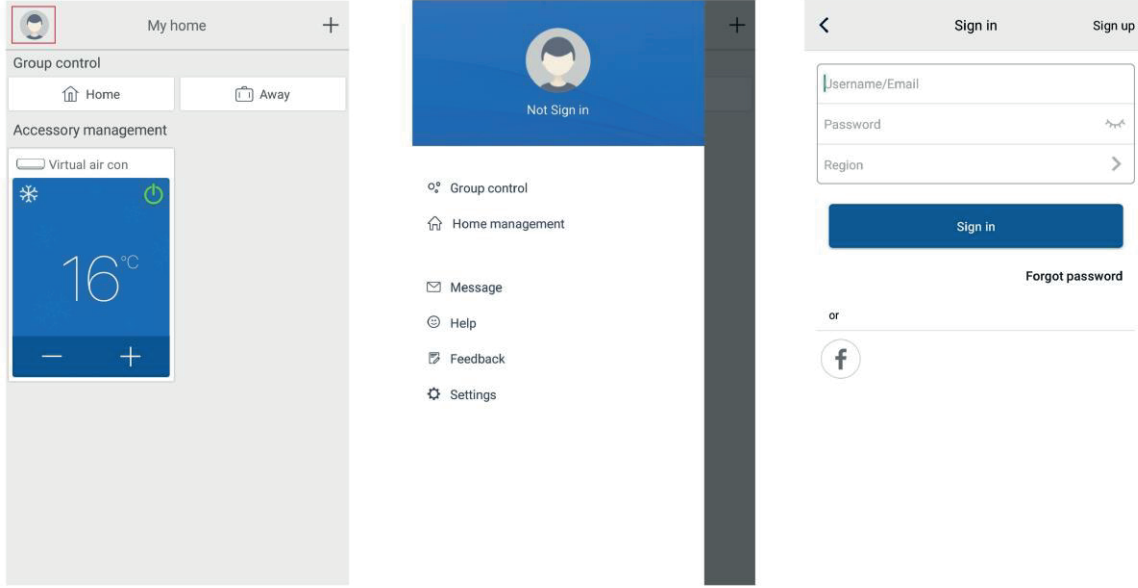 My home
+
Group control
Home
Away
Accessory management
Virtual air con
16°C
− +
+
Not Sign in
Group control
Home management
Message
Help
Feedback
Settings
Sign in
Sign up
Username/Email
Password
Region
Sign in
Forgot password
or
f